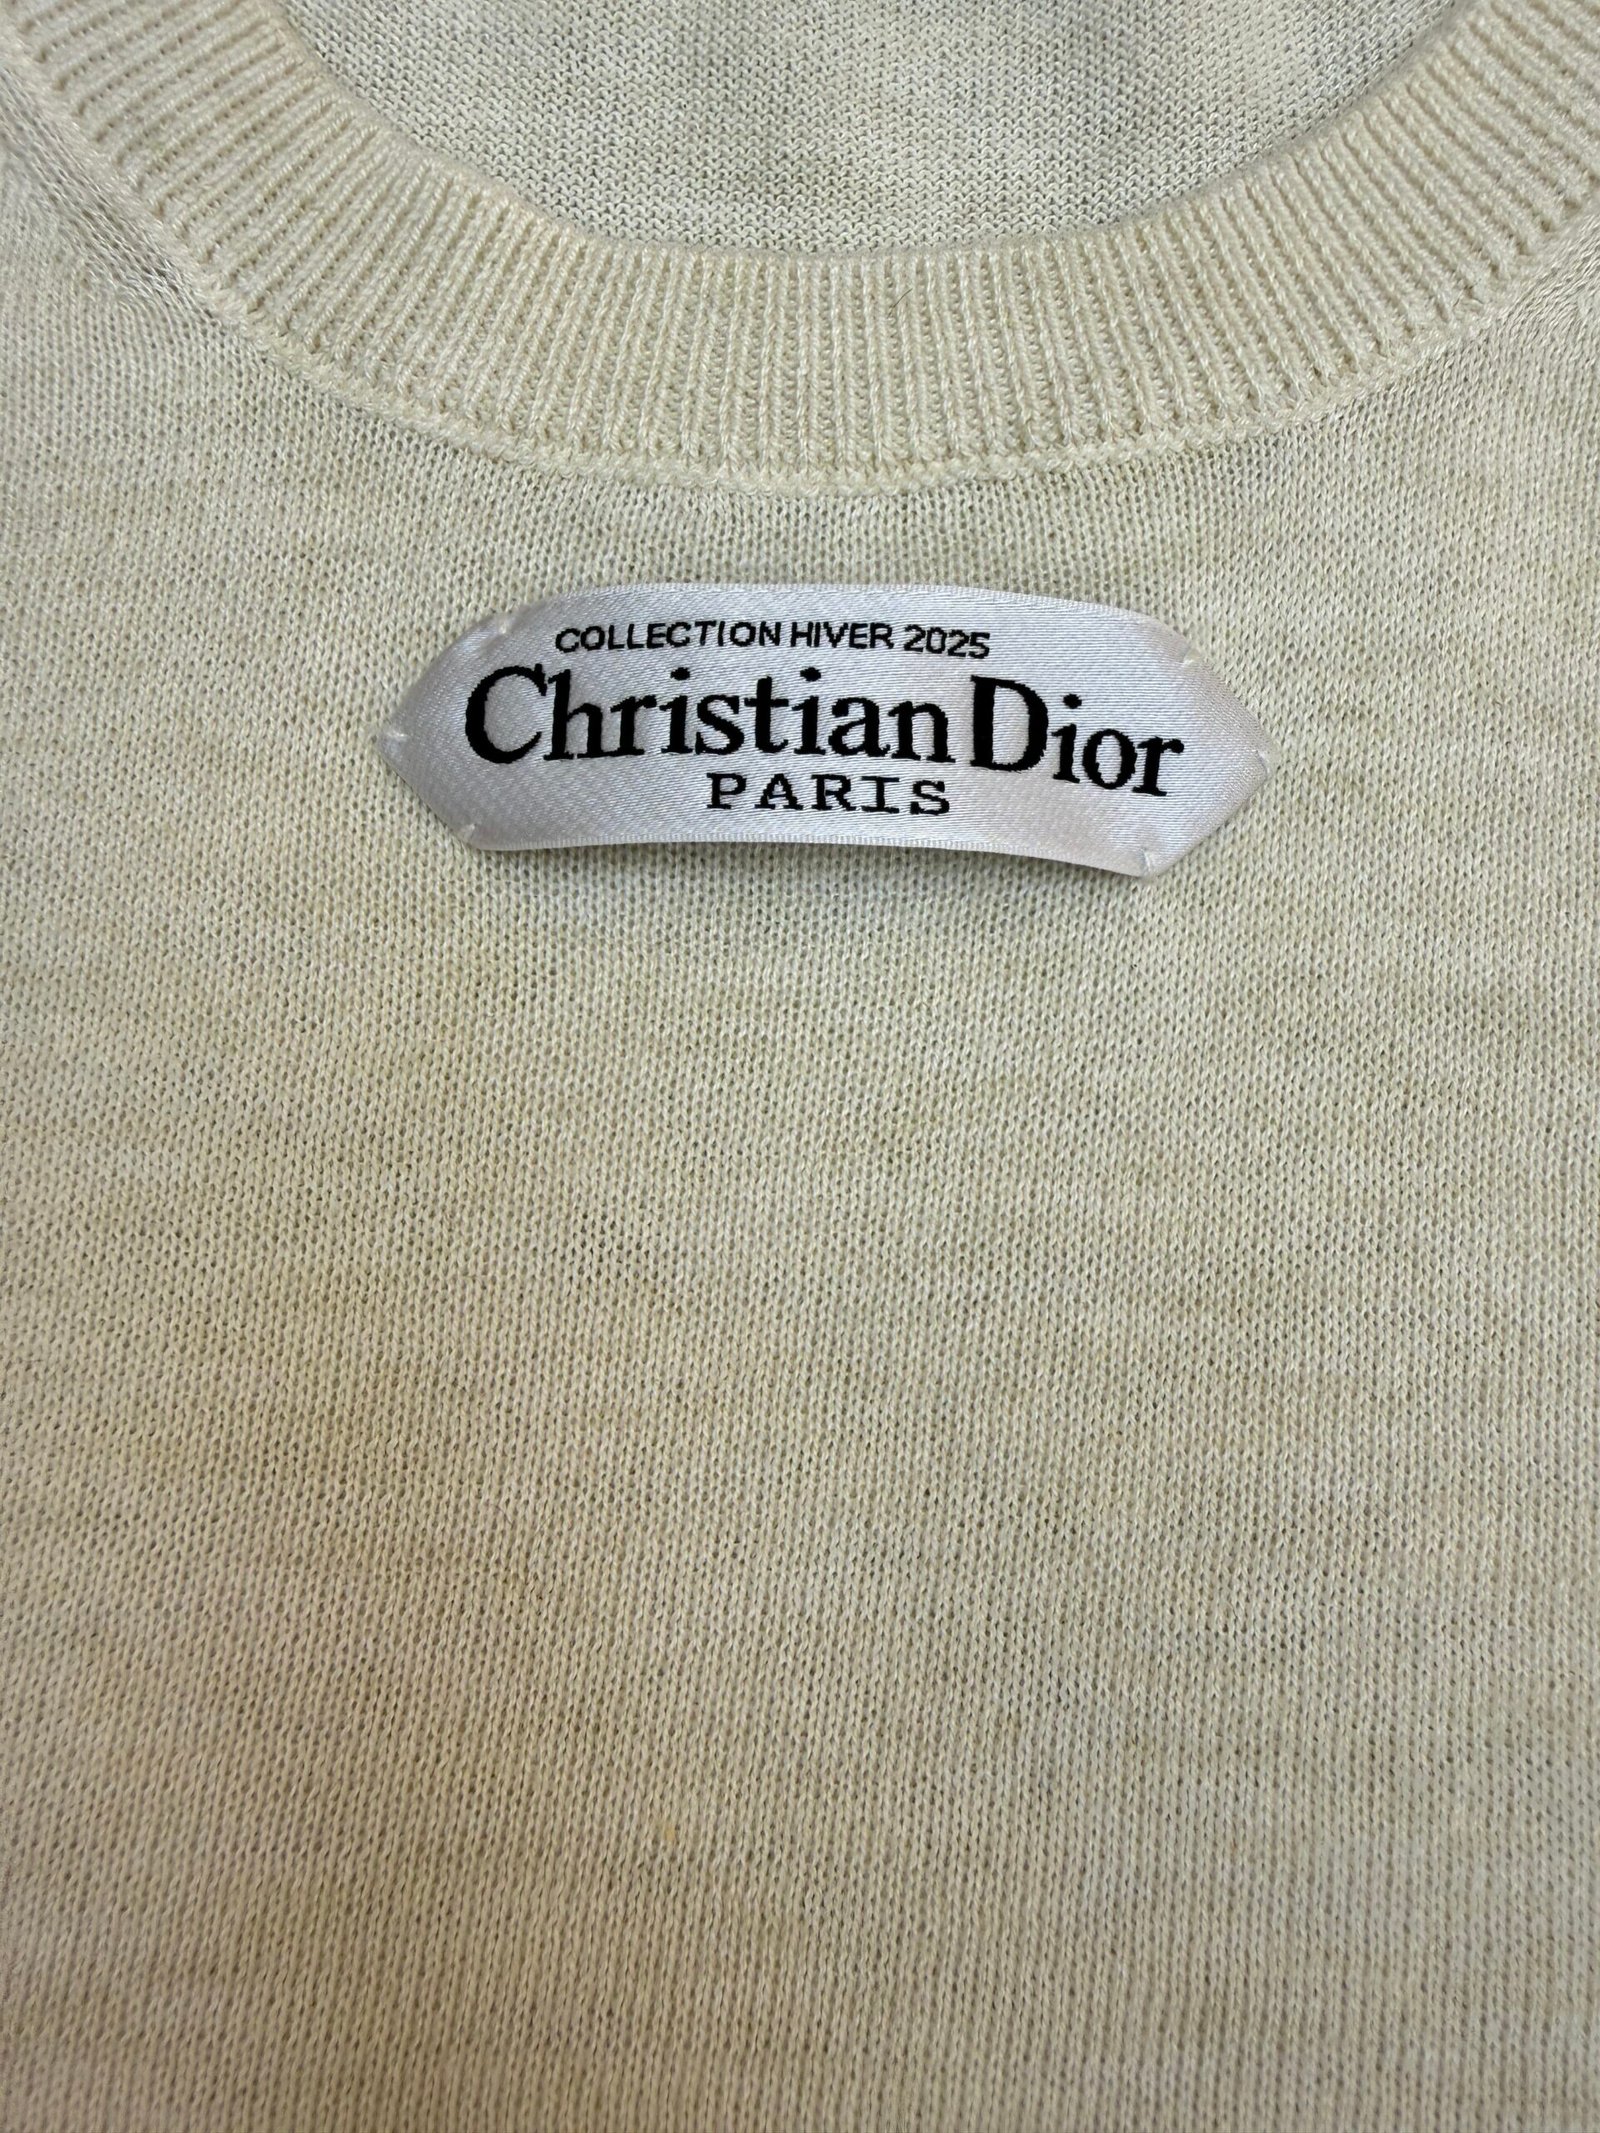 COLLECTION HIVER 2025
Christian Dior
PARIS